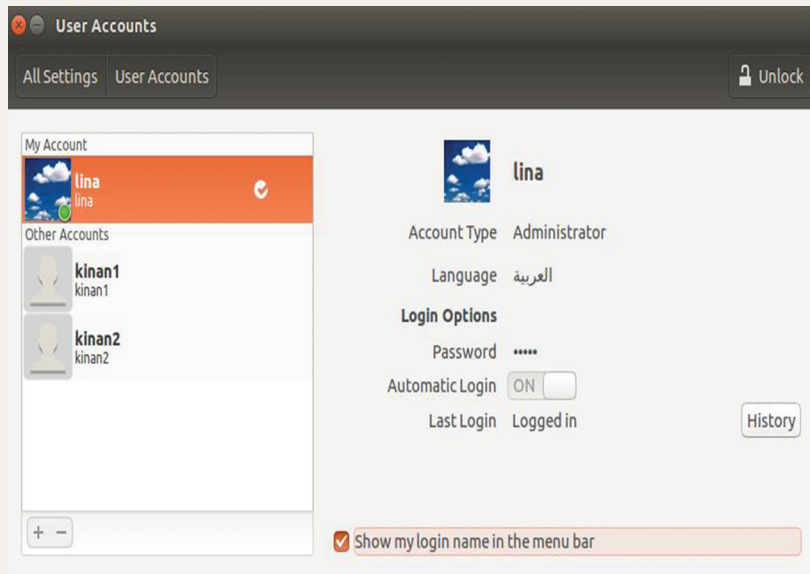 User Accounts
All Settings User Accounts Unlock
My Account
lina
lina
Other Accounts
kinan1
kinan1
kinan2
kinan2
lina
Account Type Administrator
Language العربية
Login Options
Password •••••
Automatic Login ON
Last Login Logged in History
+ −
Show my login name in the menu bar